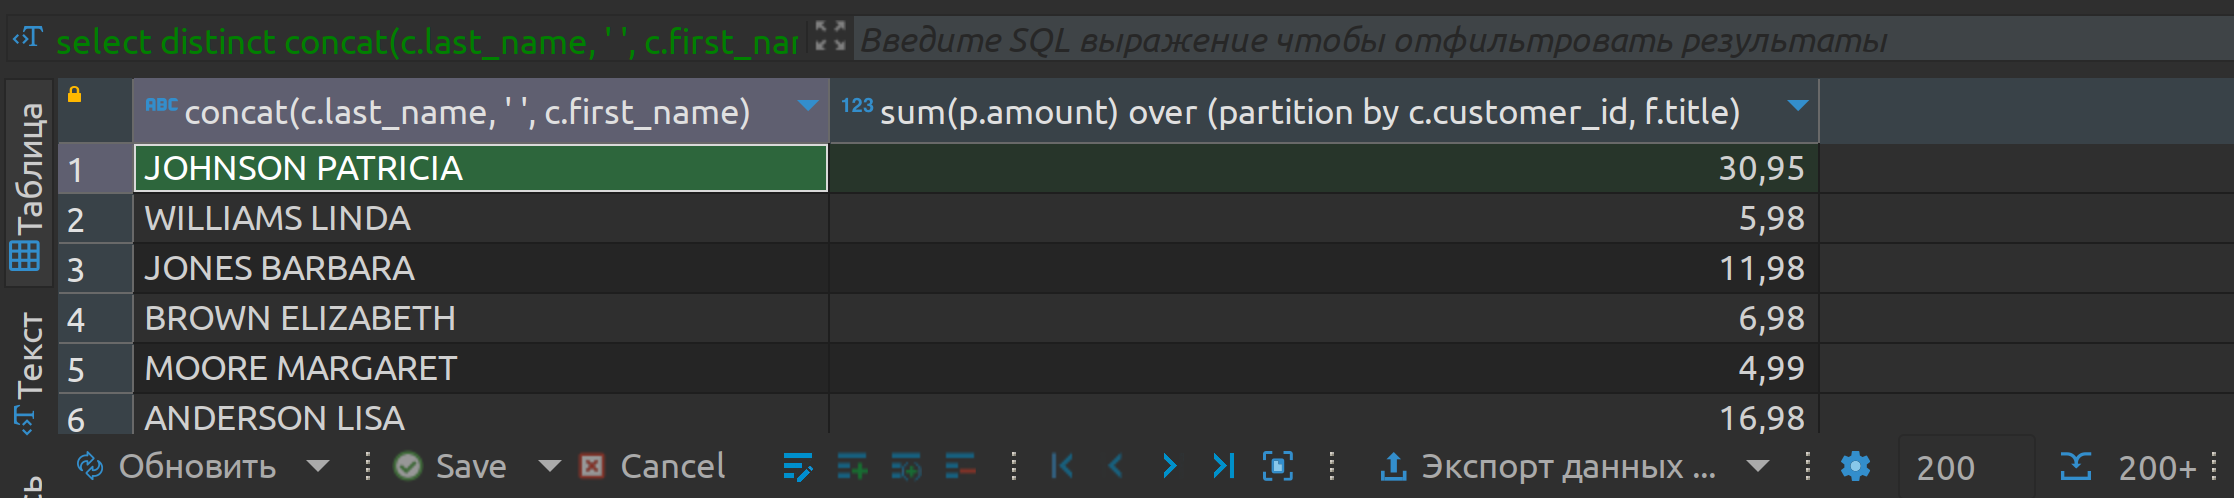 select distinct concat(c.last_name, ' ', c.first_nar Введите SQL выражение чтобы отфильтровать результаты
ABC concat(c.last_name, ' ', c.first_name) 123 sum(p.amount) over (partition by c.customer_id, f.title)
1 JOHNSON PATRICIA 30,95
2 WILLIAMS LINDA 5,98
3 JONES BARBARA 11,98
4 BROWN ELIZABETH 6,98
5 MOORE MARGARET 4,99
6 ANDERSON LISA 16,98
Таблица
Текст
Обновить Save Cancel Экспорт данных ... 200 200+